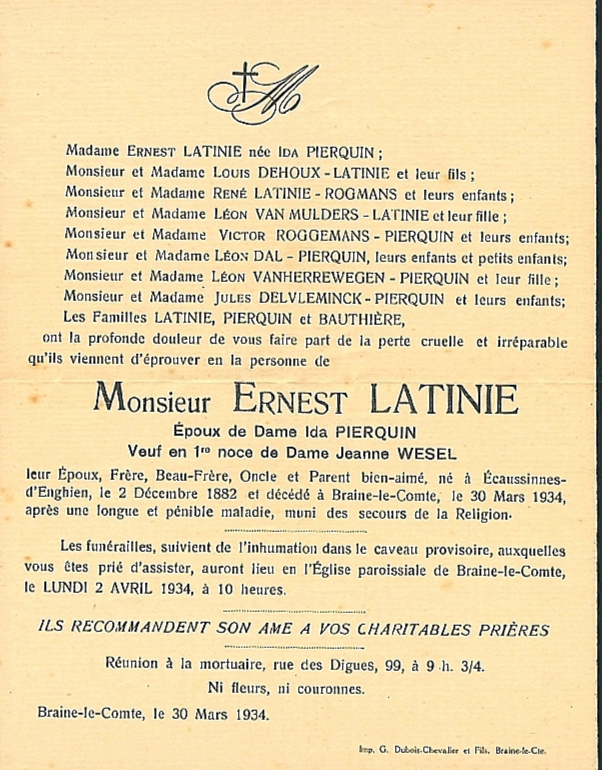 M
Madame ERNEST LATINIE née IDA PIERQUIN ;
Monsieur et Madame LOUIS DEHOUX - LATINIE et leur fils ;
Monsieur et Madame RENÉ LATINIE - ROGMANS et leurs enfants ;
Monsieur et Madame LÉON VAN MULDERS - LATINIE et leur fille ;
Monsieur et Madame VICTOR ROGGEMANS - PIERQUIN et leurs enfants;
Monsieur et Madame LÉON DAL - PIERQUIN, leurs enfants et petits enfants;
Monsieur et Madame LÉON VANHERREWEGEN - PIERQUIN et leur fille ;
Monsieur et Madame JULES DELVLEMINCK - PIERQUIN et leurs enfants;
Les Familles LATINIE, PIERQUIN et BAUTHIÈRE,
ont la profonde douleur de vous faire part de la perte cruelle et irréparable
qu'ils viennent d'éprouver en la personne de
Monsieur ERNEST LATINIE
Époux de Dame Ida PIERQUIN
Veuf en 1re noce de Dame Jeanne WESEL
leur Époux, Frère, Beau-Frère, Oncle et Parent bien-aimé, né à Écaussinnes-
d'Enghien, le 2 Décembre 1882 et décédé à Braine-le-Comte, le 30 Mars 1934,
après une longue et pénible maladie, muni des secours de la Religion.
Les funérailles, suivient de l'inhumation dans le caveau provisoire, auxquelles
vous êtes prié d'assister, auront lieu en l'Église paroissiale de Braine-le-Comte,
le LUNDI 2 AVRIL 1934, à 10 heures.
ILS RECOMMANDENT SON AME A VOS CHARITABLES PRIÈRES
Réunion à la mortuaire, rue des Digues, 99, à 9 h. 3/4.
Ni fleurs, ni couronnes.
Braine-le-Comte, le 30 Mars 1934.
Imp. G. Dubois-Chevalier et Fils, Braine-le-Cte.